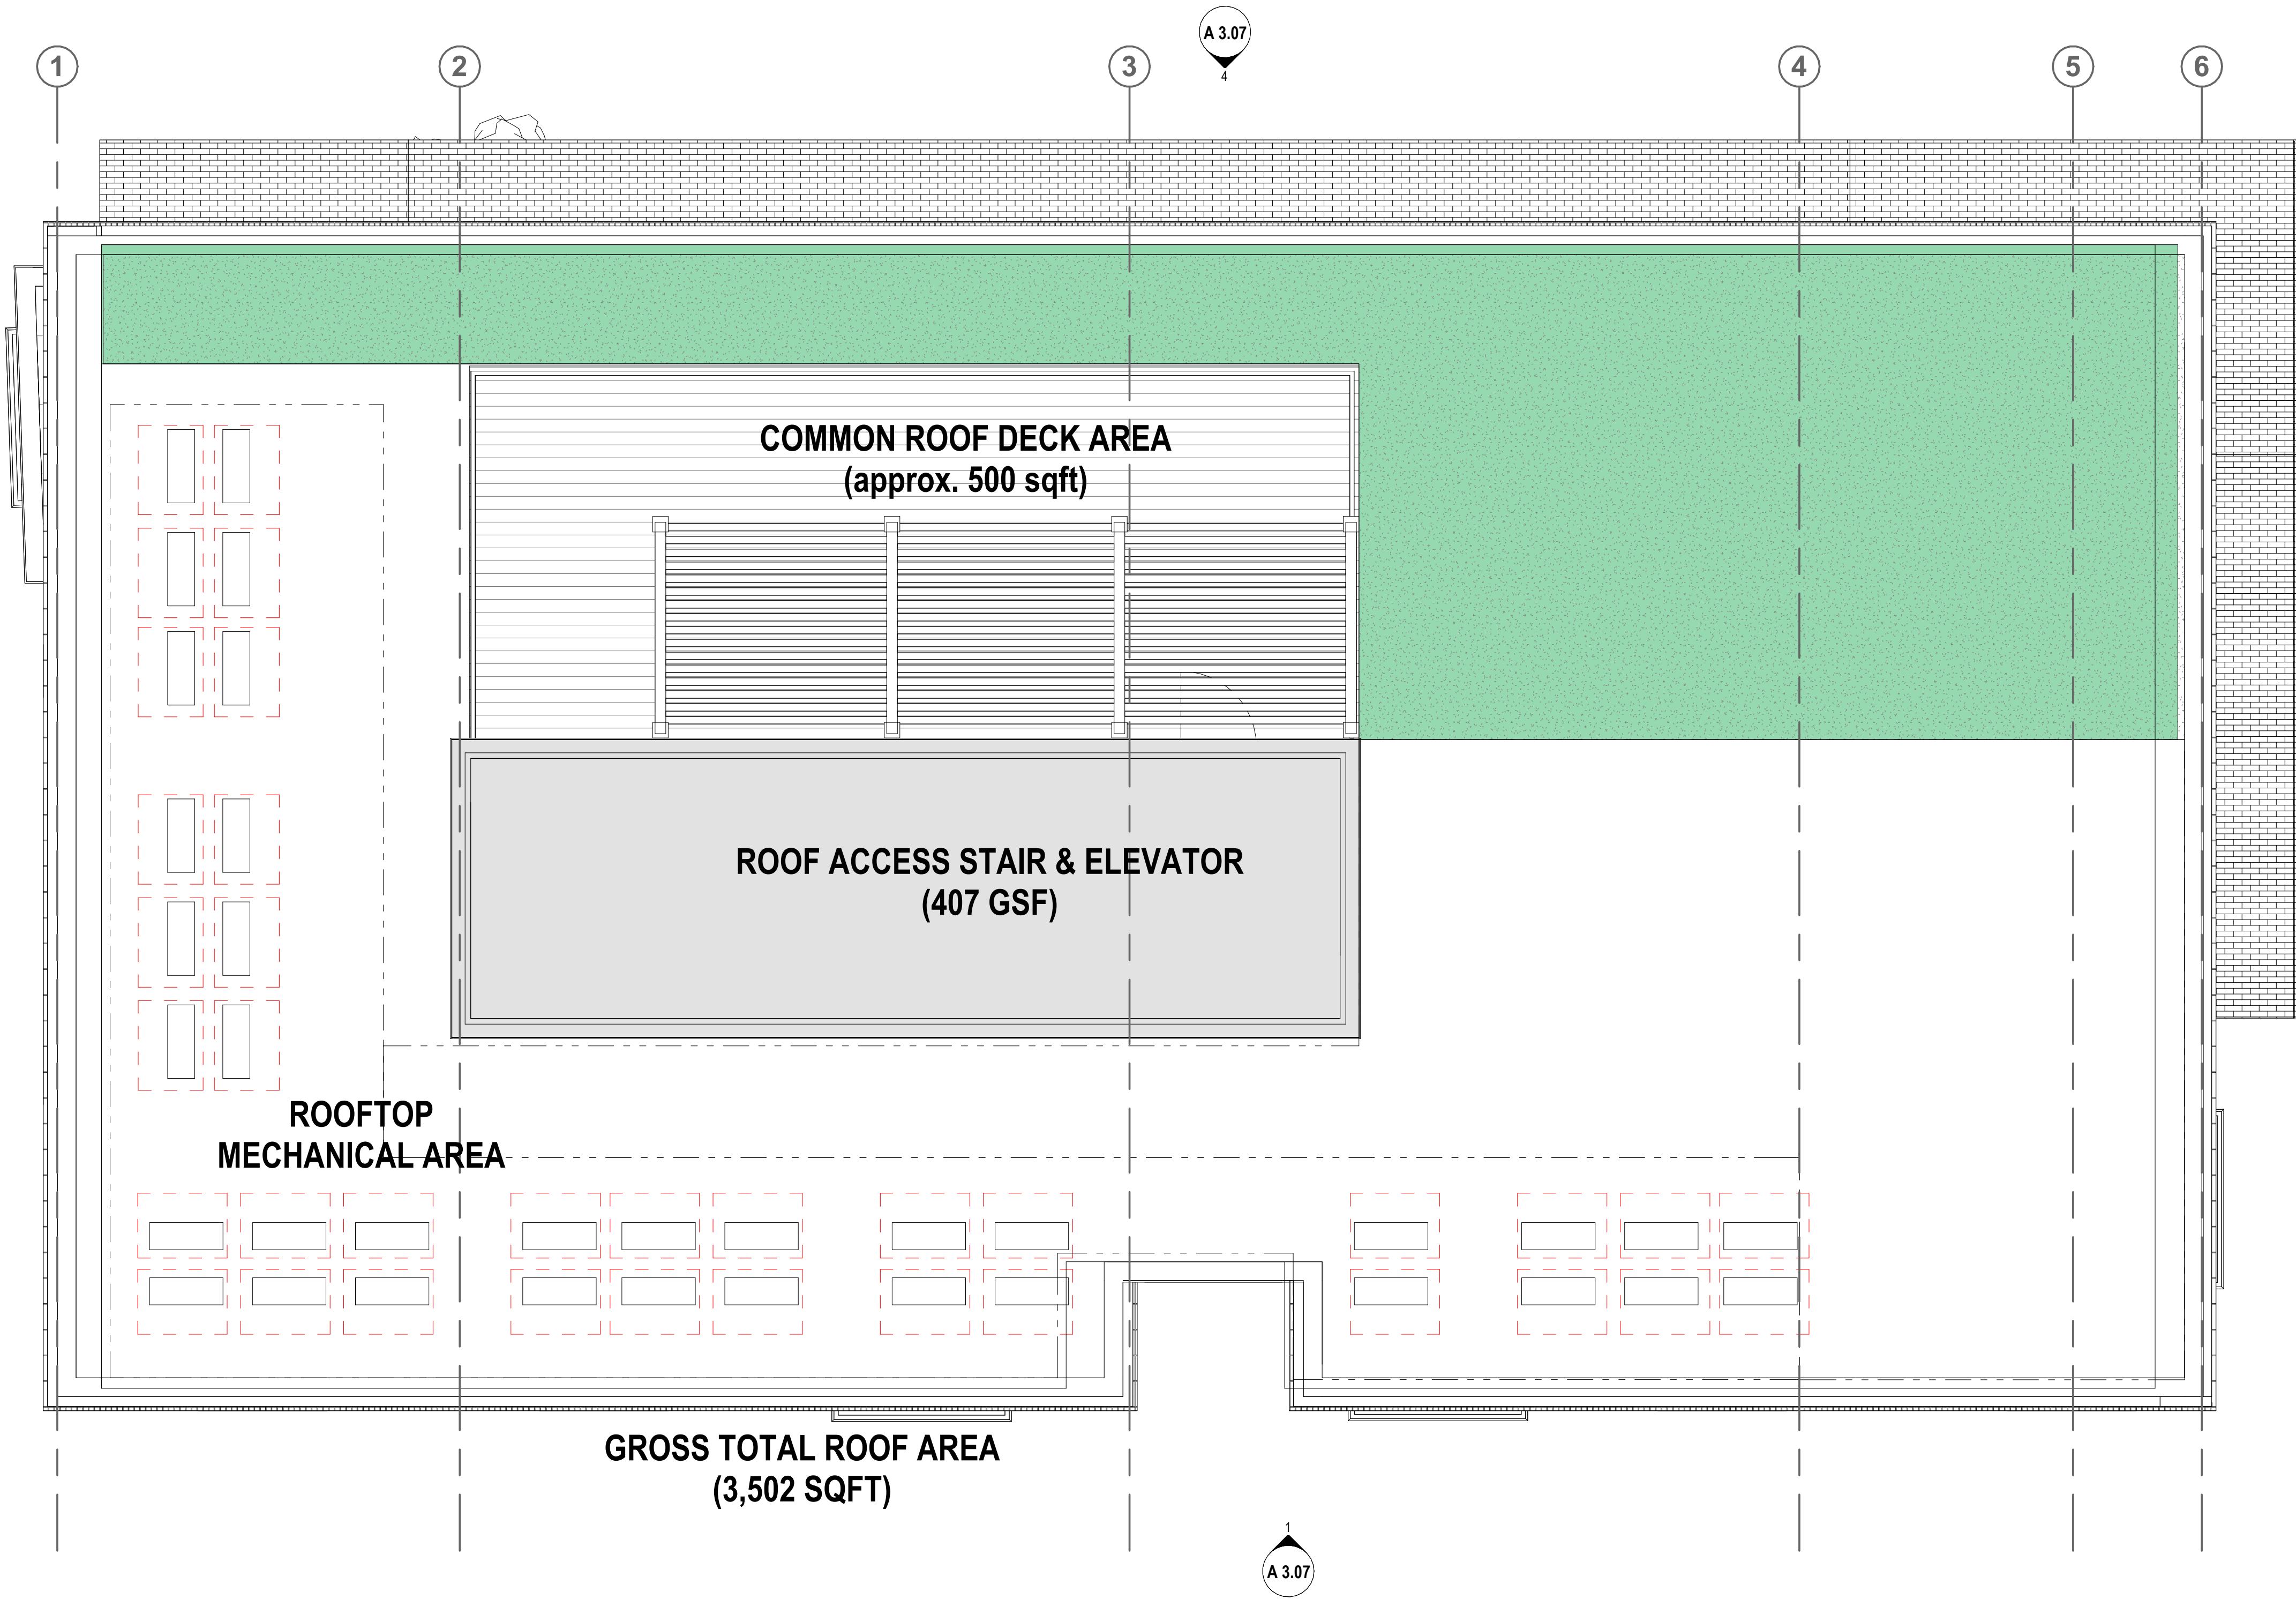 A 3.07
4
1
2
3
4
5
6
COMMON ROOF DECK AREA
(approx. 500 sqft)
ROOF ACCESS STAIR & ELEVATOR
(407 GSF)
ROOFTOP
MECHANICAL AREA
GROSS TOTAL ROOF AREA
(3,502 SQFT)
1
A 3.07